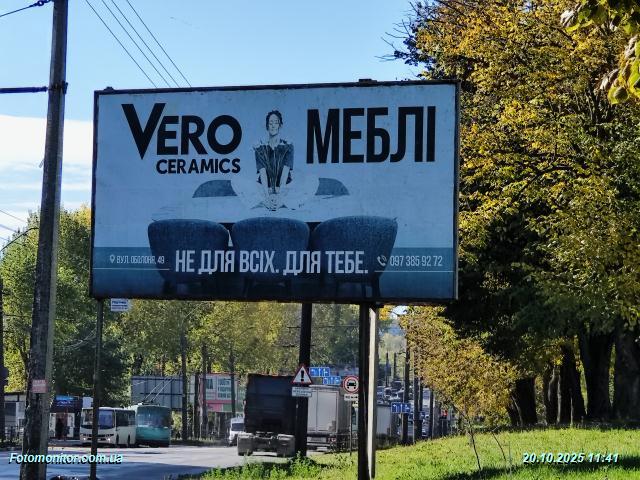 VERO
CERAMICS
МЕБЛІ
ВУЛ. ОБОЛОНЯ, 49
НЕ ДЛЯ ВСІХ. ДЛЯ ТЕБЕ.
097 385 92 72
Fotomonitor.com.ua
20.10.2025 11:41